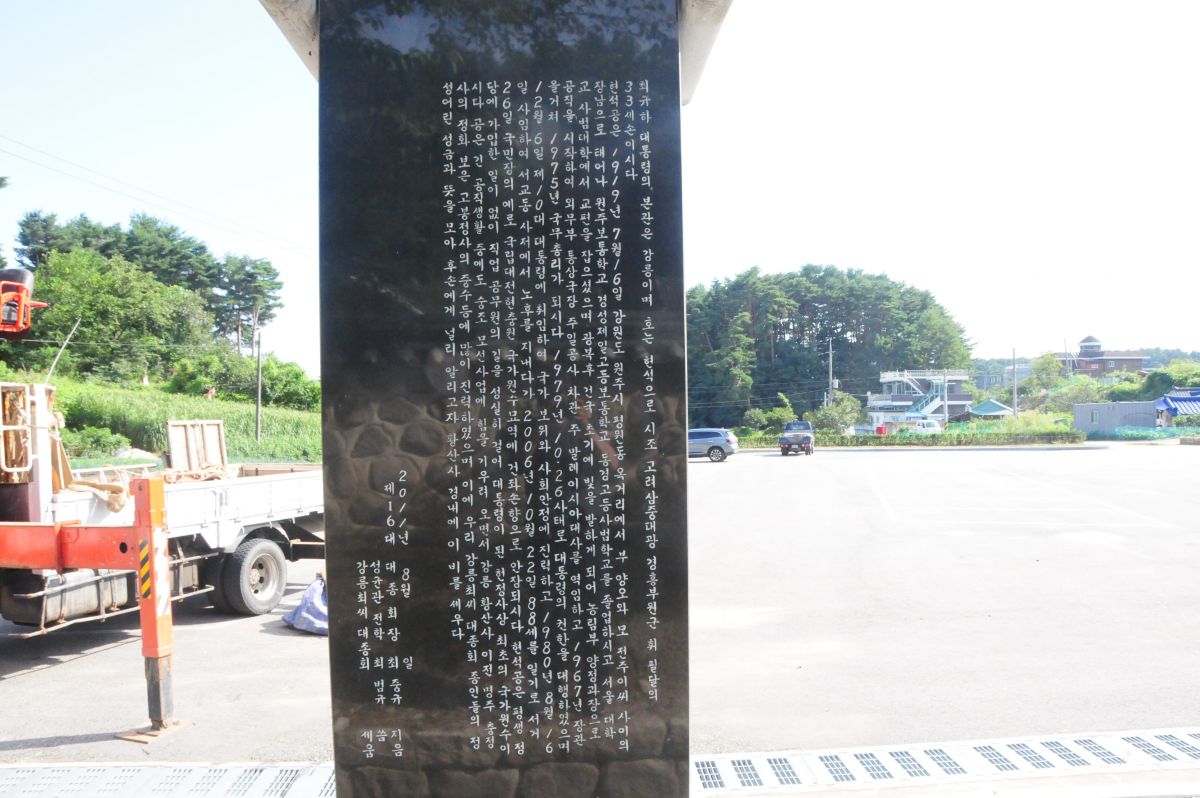 최규하 대통령의 본관은 강릉이며 호는 현석으로 시조 고려삼중대광 경흥부원군 휘 필달의
33세손이시다
현석공은 1919년 7월 16일 강원도 원주시 평원동 옥거리에서 부 양오와 모 전주이씨 사이의
장남으로 태어나 원주보통학교 경성제일고등보통학교 동경고등사범학교를 졸업하시고 서울 대학
교 사범대학에서 교편을 잡으셨으며 광복후 건국 초기에 빛을 발하게 되어 농림부 양정과장으로
공직을 시작하여 외무부 통상국장 주일공사 차관 주 말레이시아대사를 역임하고 1967년 장관
을거쳐 1975년 국무총리가 되시다 1979년 10.26사태로 대통령의 권한을 대행하였으며
12월 6일 제10대 대통령에 취임하여 국가 보위와 사회안정에 진력하고 1980년 8월 16
일 사임하여 서교동 사저에서 노후를 지내다가 2006년 10월 22일 88세를 일기로 서거
26일 국민장의 예로 국립대전현충원 국가원수묘역에 건좌손향으로 안장되시다 현석공은 평생 정
당에 가입한 일이 없이 직업 공무원의 길을 성실히 걸어 대통령이 된 헌정사상 최초의 국가원수이
시다 공은 긴 공직생활 중에도 숭조 모선사업에 힘을 기우려 오면서 강릉 황산사 이전 명주 충정
사의 정화 보은 고봉정사의 중수등에 많이 진력하였으며 이에 우리 강릉최씨 대종회 종인들의 정
성어린 성금과 뜻을 모아 후손에게 널리 알리고자 황산사 경내에 이 비를 세우다
2011년 8월 일
제16대 대종회장 최중규 지음
성균관 전학 최범규 씀
강릉최씨 대종회 세움